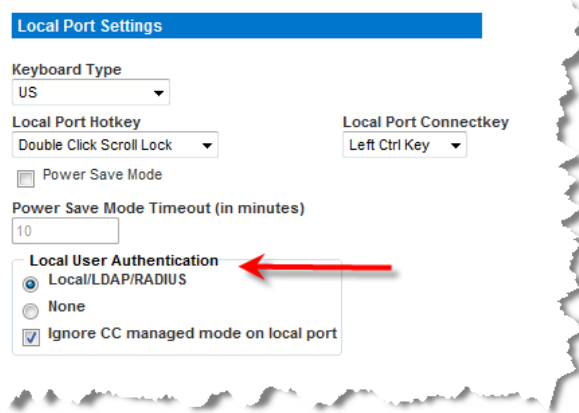 Local Port Settings
Keyboard Type
US
Local Port Hotkey
Local Port Connectkey
Double Click Scroll Lock
Left Ctrl Key
Power Save Mode
Power Save Mode Timeout (in minutes)
10
Local User Authentication
Local/LDAP/RADIUS
None
Ignore CC managed mode on local port